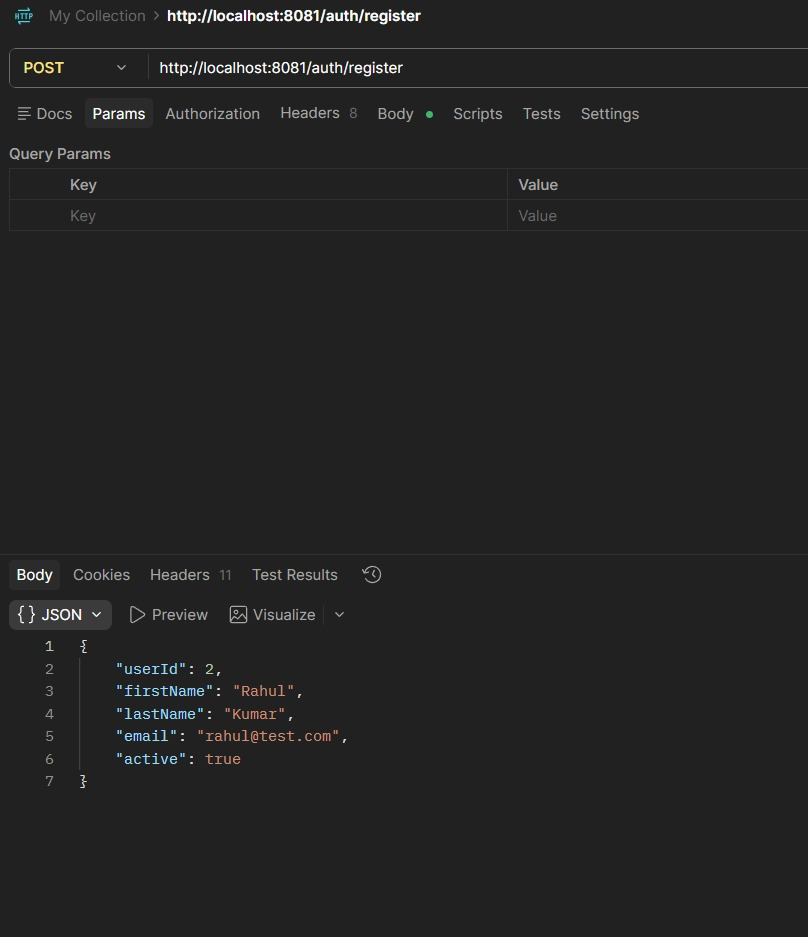 HTTP My Collection > http://localhost:8081/auth/register
POST http://localhost:8081/auth/register
Docs Params Authorization Headers 8 Body Scripts Tests Settings
Query Params
Key Value
Key Value
Body Cookies Headers 11 Test Results
{ } JSON Preview Visualize
1 {
2 "userId": 2,
3 "firstName": "Rahul",
4 "lastName": "Kumar",
5 "email": "rahul@test.com",
6 "active": true
7 }